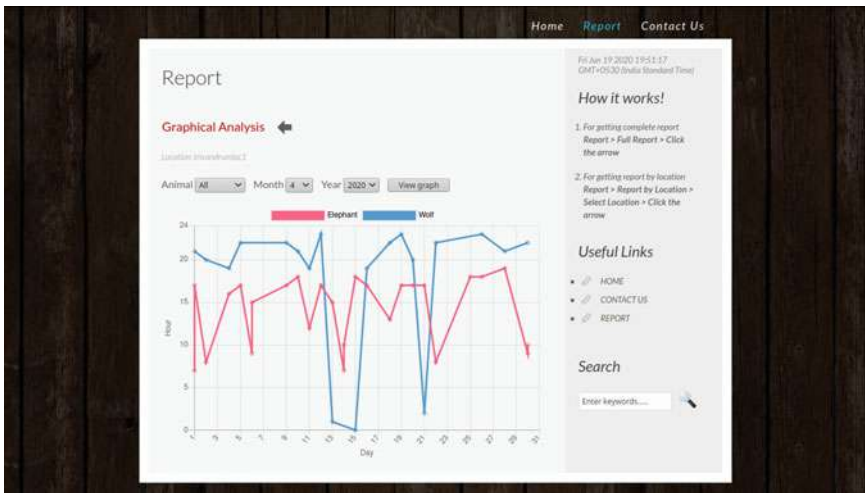 Home Report Contact Us
Report
Graphical Analysis
Animal All Month 4 Year 2020 View graph
Elephant Wolf
24
20
15
10
5
0
Hour
1 3 5 7 9 11 13 15 17 19 21 23 25 27 29 31
Day
Fri Jun 19 2020 19:51:17
GMT+0530 (India Standard Time)
How it works!
1. For getting complete report
Report > Full Report > Click
the arrow
2. For getting report by location
Report > Report by Location >
Select Location > Click the
arrow
Useful Links
HOME
CONTACT US
REPORT
Search
Enter keywords.....